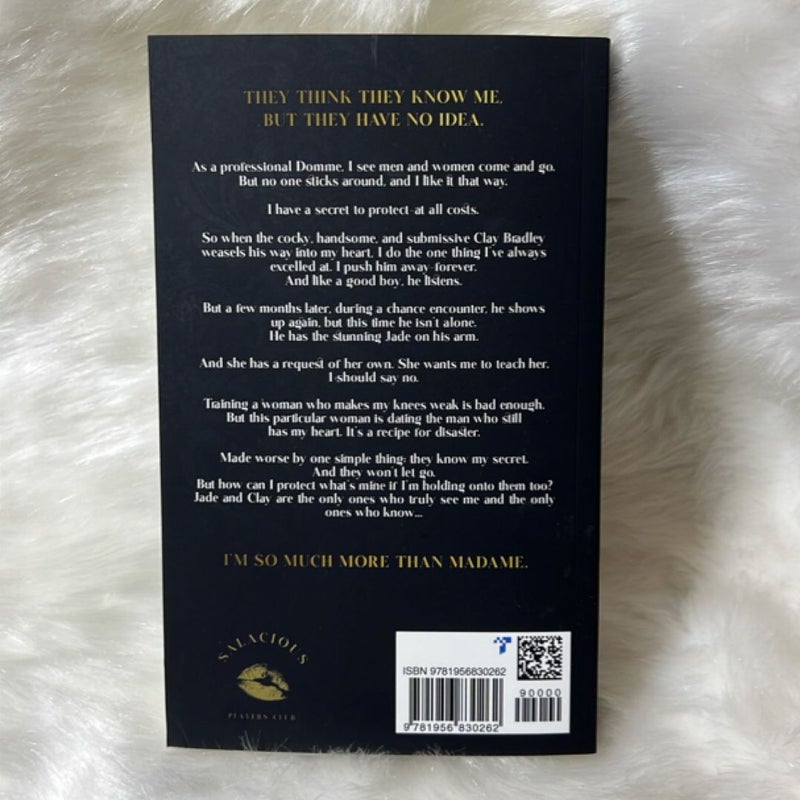 THEY THINK THEY KNOW ME,
BUT THEY HAVE NO IDEA.
As a professional Domme, I see men and women come and go.
But no one sticks around, and I like it that way.
I have a secret to protect-at all costs.
So when the cocky, handsome, and submissive Clay Bradley
weasels his way into my heart, I do the one thing I've always
excelled at. I push him away-forever.
And like a good boy, he listens.
But a few months later, during a chance encounter, he shows
up again, but this time he isn't alone.
He has the stunning Jade on his arm.
And she has a request of her own. She wants me to teach her.
I should say no.
Training a woman who makes my knees weak is bad enough.
But this particular woman is dating the man who still
has my heart. It's a recipe for disaster.
Made worse by one simple thing: they know my secret.
And they won't let go.
But how can I protect what's mine if I'm holding onto them too?
Jade and Clay are the only ones who truly see me and the only
ones who know...
I'M SO MUCH MORE THAN MADAME.
SALACIOUS
PLAYERS CLUB
ISBN 9781956830262
90000
9 781956 830262